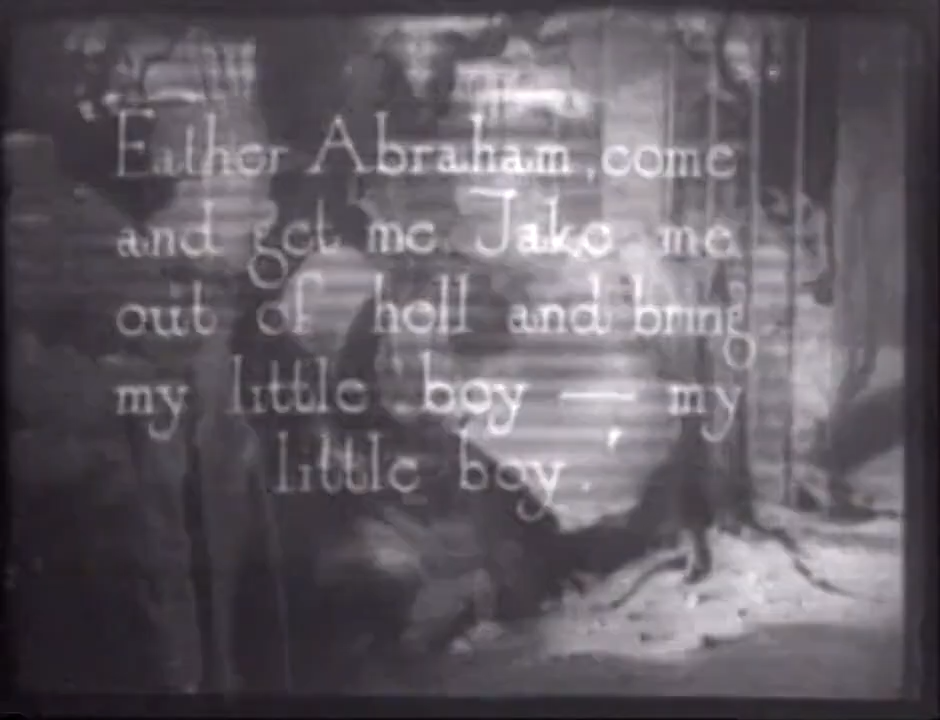 Father Abraham, come
and get me. Take me
out of hell and bring
my little boy — my
little boy.